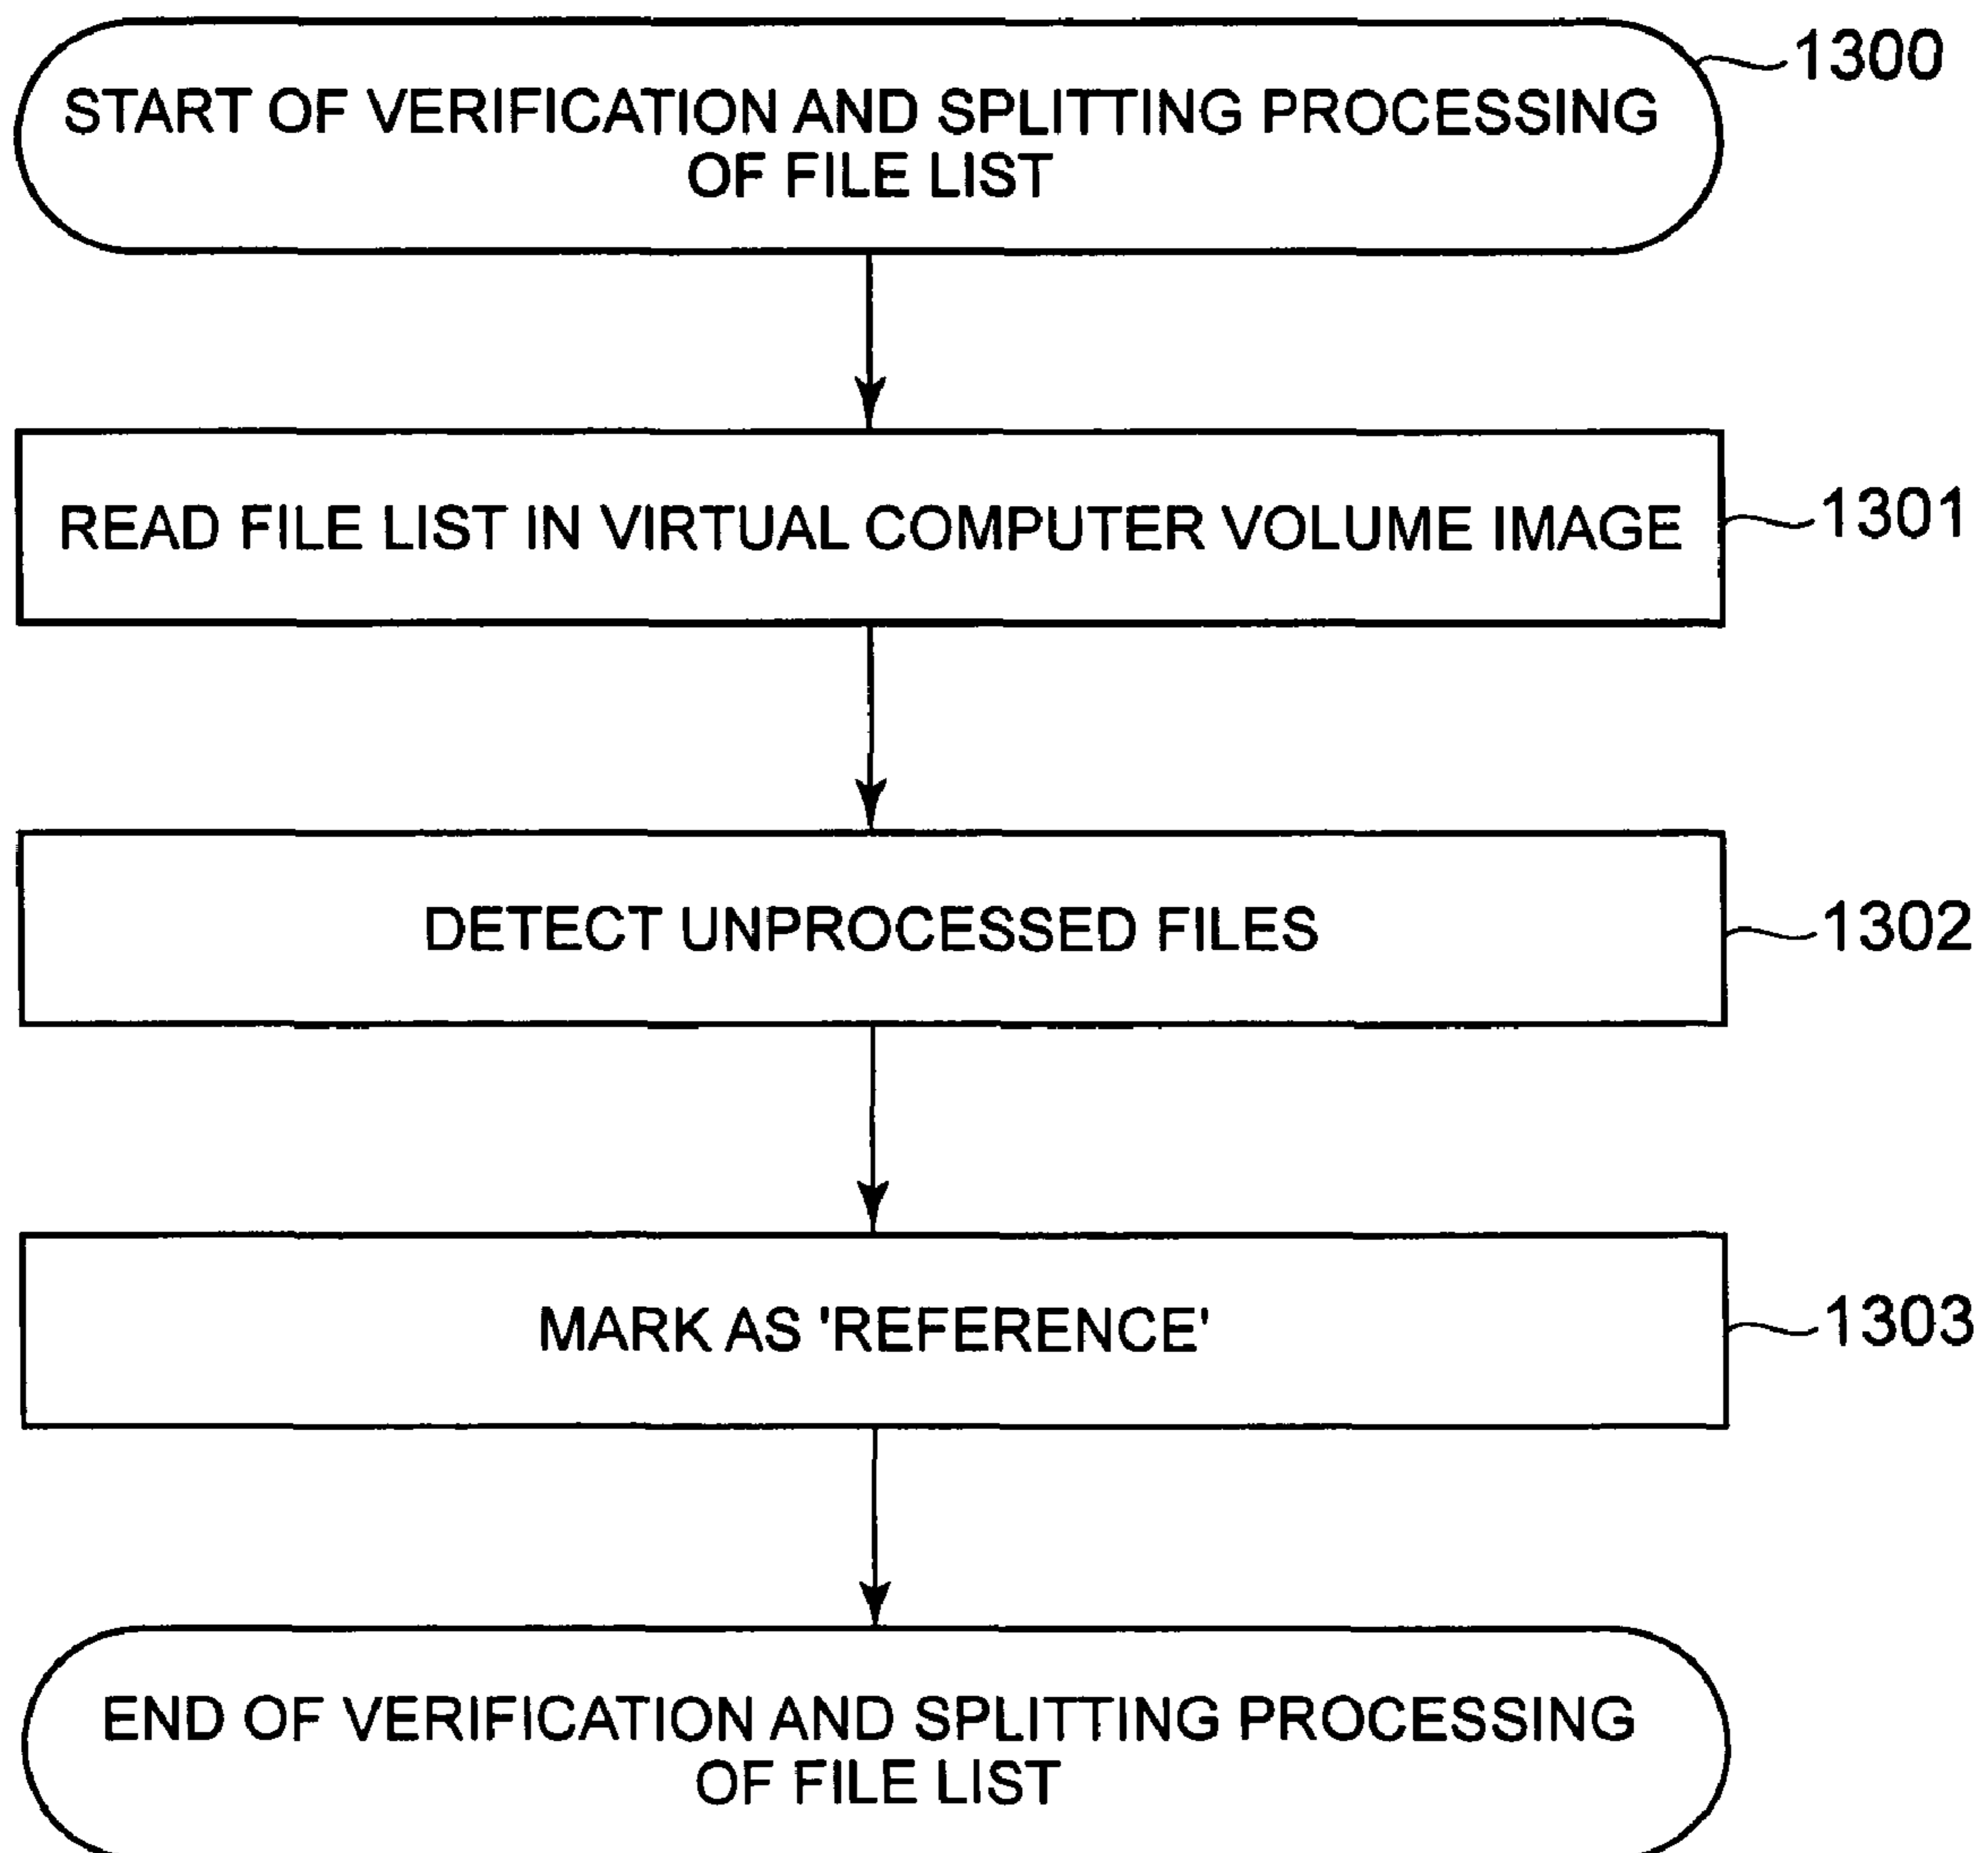 START OF VERIFICATION AND SPLITTING PROCESSING
OF FILE LIST
1300
READ FILE LIST IN VIRTUAL COMPUTER VOLUME IMAGE
1301
DETECT UNPROCESSED FILES
1302
MARK AS 'REFERENCE'
1303
END OF VERIFICATION AND SPLITTING PROCESSING
OF FILE LIST